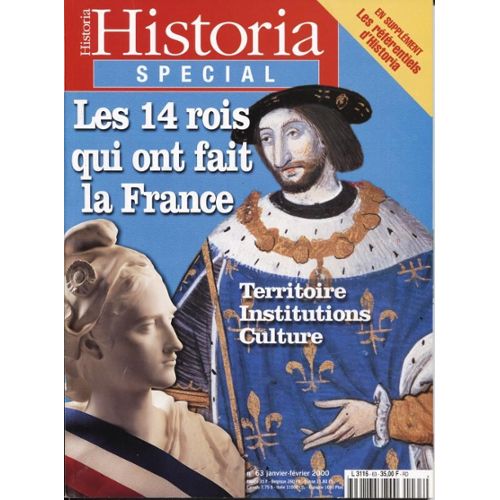 Historia
Historia
SPECIAL
EN SUPPLÉMENT
Les référentiels
d'Historia
Les 14 rois
qui ont fait
la France
Territoire
Institutions
Culture
n° 63 janvier-février 2000
L 3116 - 63 - 35,00 F - RD